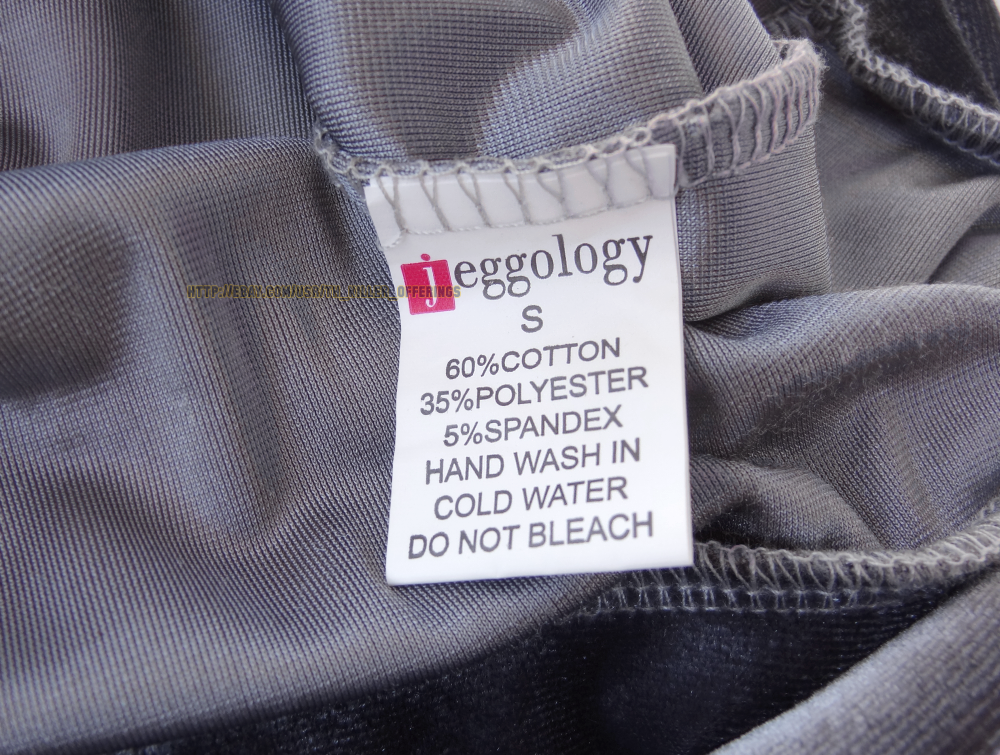 jeggology
S
60%COTTON
35%POLYESTER
5%SPANDEX
HAND WASH IN
COLD WATER
DO NOT BLEACH